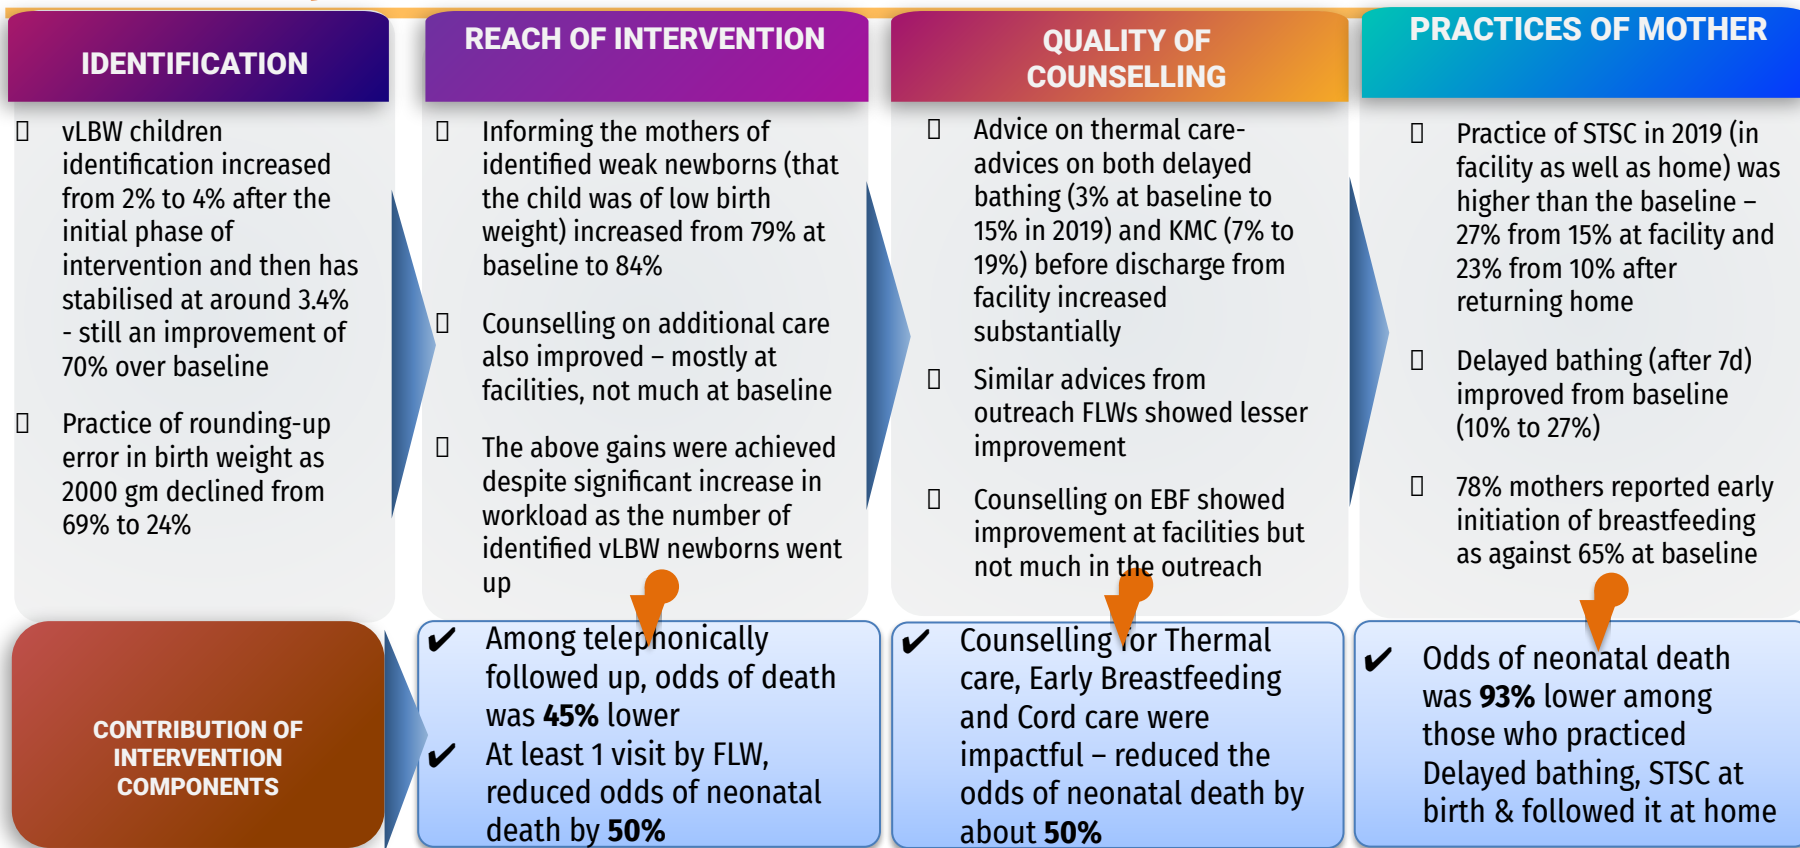 IDENTIFICATION
vLBW children
identification increased
from 2% to 4% after the
initial phase of
intervention and then has
stabilised at around 3.4%
- still an improvement of
70% over baseline
Practice of rounding-up
error in birth weight as
2000 gm declined from
69% to 24%
REACH OF INTERVENTION
Informing the mothers of
identified weak newborns (that
the child was of low birth
weight) increased from 79% at
baseline to 84%
Counselling on additional care
also improved – mostly at
facilities, not much at baseline
The above gains were achieved
despite significant increase in
workload as the number of
identified vLBW newborns went
up
QUALITY OF
COUNSELLING
Advice on thermal care-
advices on both delayed
bathing (3% at baseline to
15% in 2019) and KMC (7% to
19%) before discharge from
facility increased
substantially
Similar advices from
outreach FLWs showed lesser
improvement
Counselling on EBF showed
improvement at facilities but
not much in the outreach
PRACTICES OF MOTHER
Practice of STSC in 2019 (in
facility as well as home) was
higher than the baseline –
27% from 15% at facility and
23% from 10% after
returning home
Delayed bathing (after 7d)
improved from baseline
(10% to 27%)
78% mothers reported early
initiation of breastfeeding
as against 65% at baseline
CONTRIBUTION OF
INTERVENTION
COMPONENTS
✔ Among telephonically
followed up, odds of death
was 45% lower
✔ At least 1 visit by FLW,
reduced odds of neonatal
death by 50%
✔ Counselling for Thermal
care, Early Breastfeeding
and Cord care were
impactful – reduced the
odds of neonatal death by
about 50%
✔ Odds of neonatal death
was 93% lower among
those who practiced
Delayed bathing, STSC at
birth & followed it at home